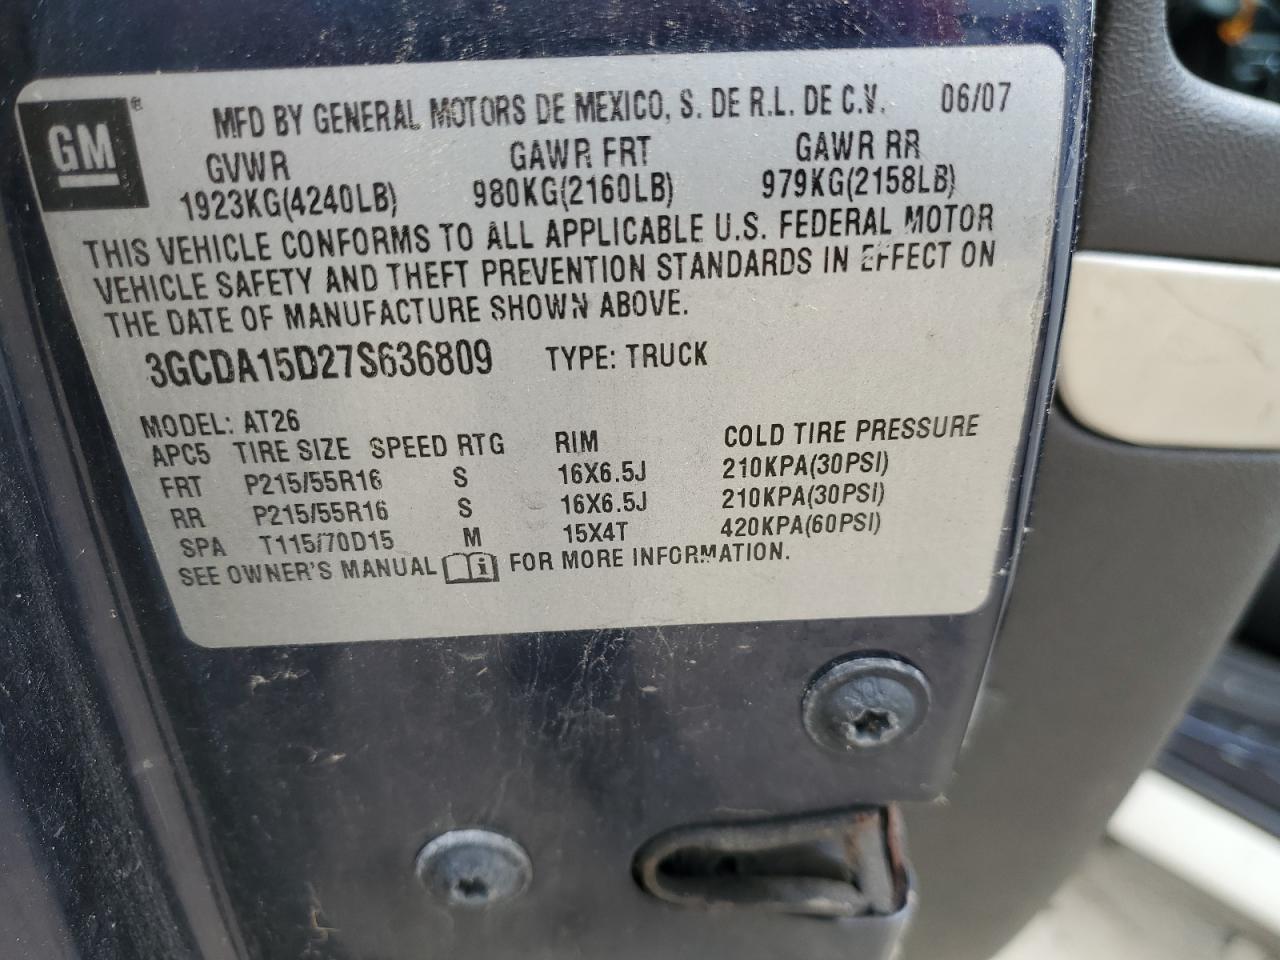 GM®
MFD BY GENERAL MOTORS DE MEXICO, S. DE R.L. DE C.V. 06/07
GVWR GAWR FRT GAWR RR
1923KG(4240LB) 980KG(2160LB) 979KG(2158LB)
THIS VEHICLE CONFORMS TO ALL APPLICABLE U.S. FEDERAL MOTOR
VEHICLE SAFETY AND THEFT PREVENTION STANDARDS IN EFFECT ON
THE DATE OF MANUFACTURE SHOWN ABOVE.
3GCDA15D27S636809 TYPE: TRUCK
MODEL: AT26
APC5 TIRE SIZE SPEED RTG RIM COLD TIRE PRESSURE
FRT P215/55R16 S 16X6.5J 210KPA(30PSI)
RR P215/55R16 S 16X6.5J 210KPA(30PSI)
SPA T115/70D15 M 15X4T 420KPA(60PSI)
SEE OWNER'S MANUAL FOR MORE INFORMATION.